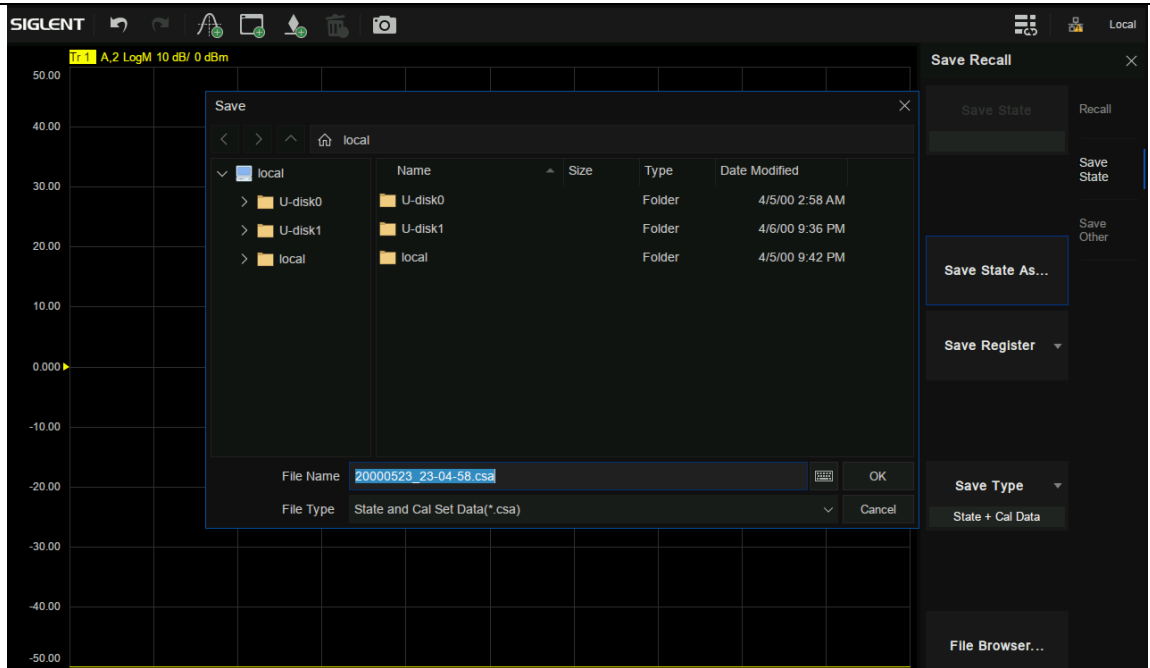 SIGLENT Local
Tr 1 A,2 LogM 10 dB/ 0 dBm
50.00
40.00
30.00
20.00
10.00
0.000
-10.00
-20.00
-30.00
-40.00
-50.00
Save
local
local
U-disk0
U-disk1
local
Name Size Type Date Modified
U-disk0 Folder 4/5/00 2:58 AM
U-disk1 Folder 4/6/00 9:36 PM
local Folder 4/5/00 9:42 PM
File Name 20000523_23-04-58.csa OK
File Type State and Cal Set Data(*.csa) Cancel
Save Recall
Save State
Save State As...
Save Register
Save Type
State + Cal Data
File Browser...
Recall
Save
State
Save
Other